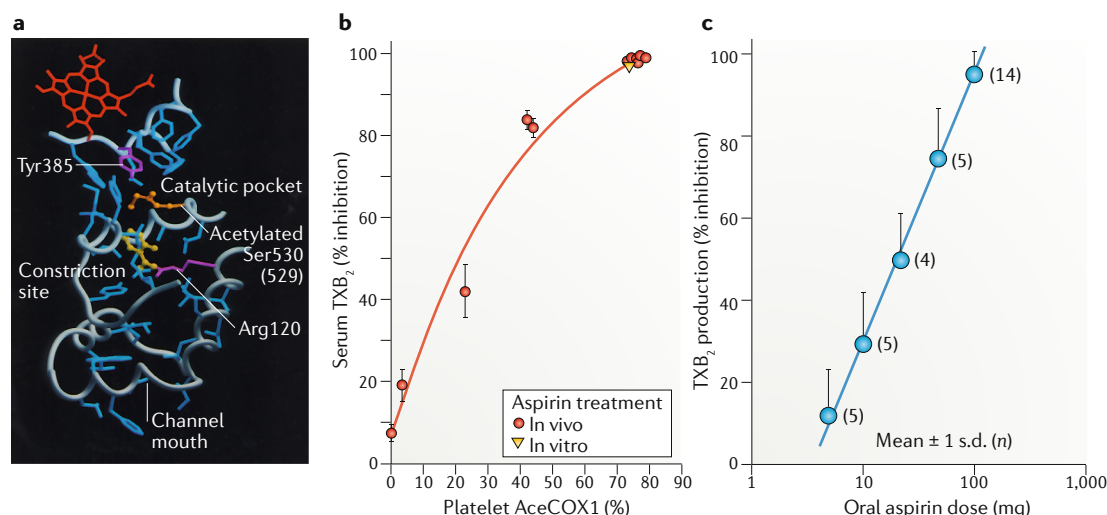 a
Tyr385
Catalytic pocket
Acetylated
Ser530
(529)
Constriction
site
Arg120
Channel
mouth
b
Serum TXB2 (% inhibition)
100
80
60
40
20
0
0 10 20 30 40 50 60 70 80 90
Platelet AceCOX1 (%)
Aspirin treatment
In vivo
In vitro
c
TXB2 production (% inhibition)
100
80
60
40
20
0
(14)
(5)
(4)
(5)
(5)
Mean ± 1 s.d. (n)
1 10 100 1,000
Oral aspirin dose (mg)